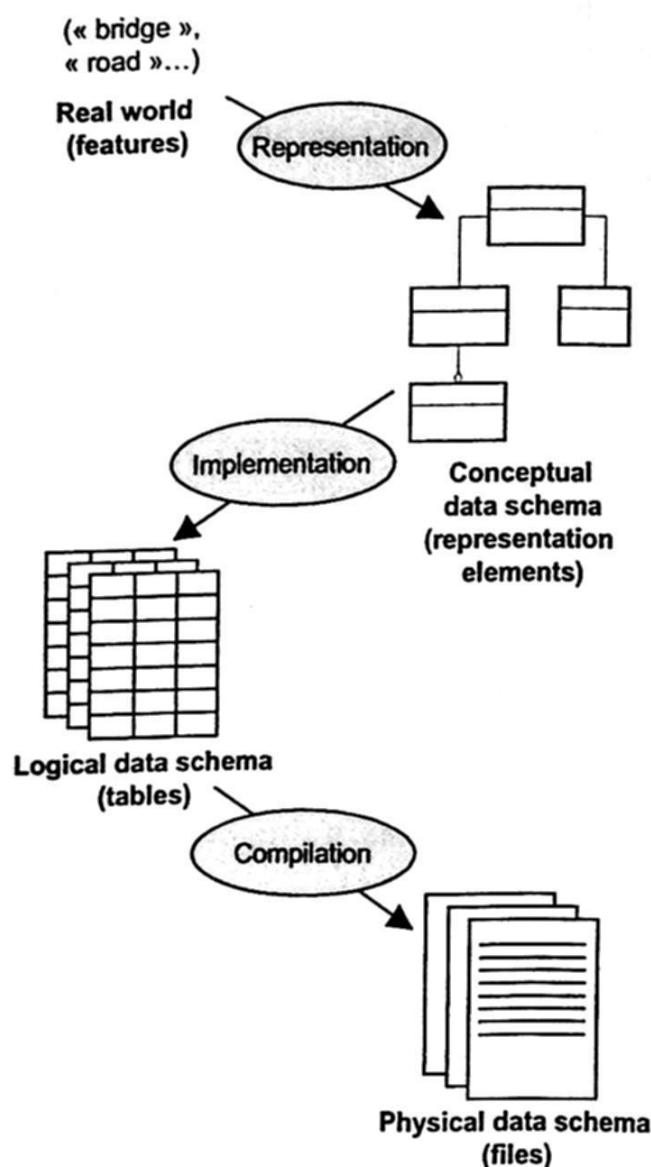 (« bridge »,
« road »...)
Real world
(features)
Representation
Implementation
Conceptual
data schema
(representation
elements)
Logical data schema
(tables)
Compilation
Physical data schema
(files)